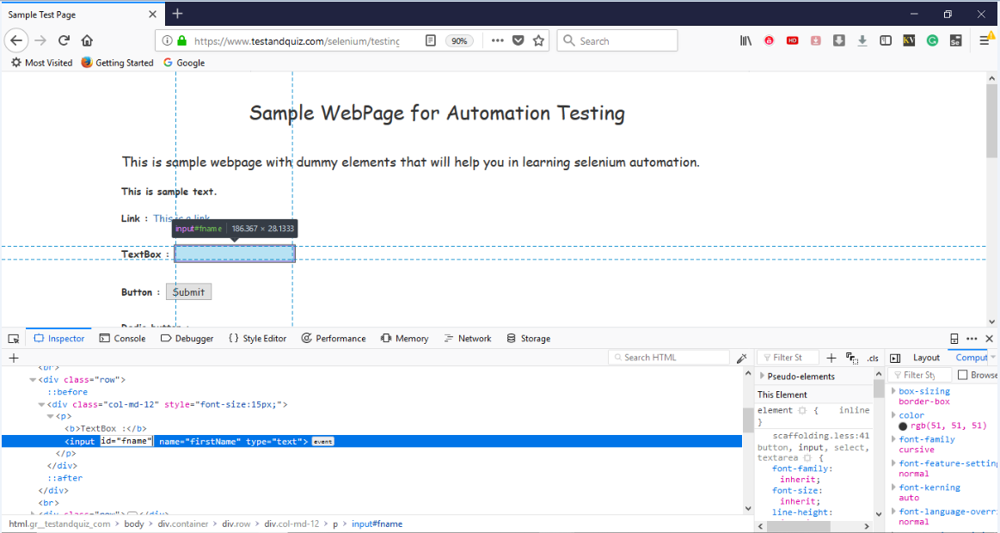 Sample Test Page
https://www.testandquiz.com/selenium/testing
90%
Search
HD
KV
Se
Most Visited
Getting Started
Google
Sample WebPage for Automation Testing
This is sample webpage with dummy elements that will help you in learning selenium automation.
This is sample text.
Link : This is a link
input#fname 186.367 × 28.1333
TextBox :
Button : Submit
Radio button :
Inspector
Console
Debugger
{ } Style Editor
Performance
Memory
Network
Storage
Search HTML
Filter St
.cls
Layout
Comput
<br>
<div class="row">
::before
<div class="col-md-12" style="font-size:15px;">
<p>
<b>TextBox :</b>
<input id="fname" name="firstName" type="text"> event
</p>
</div>
::after
</div>
<br>
<div class="row"></div>
html.gr__testandquiz_com > body > div.container > div.row > div.col-md-12 > p > input#fname
Pseudo-elements
This Element
element { inline
}
scaffolding.less:41
button, input, select,
textarea {
font-family:
inherit;
font-size:
inherit;
line-height:
Filter Sty
Browse
box-sizing
border-box
color
rgb(51, 51, 51)
font-family
cursive
font-feature-setting
normal
font-kerning
auto
font-language-overri
normal